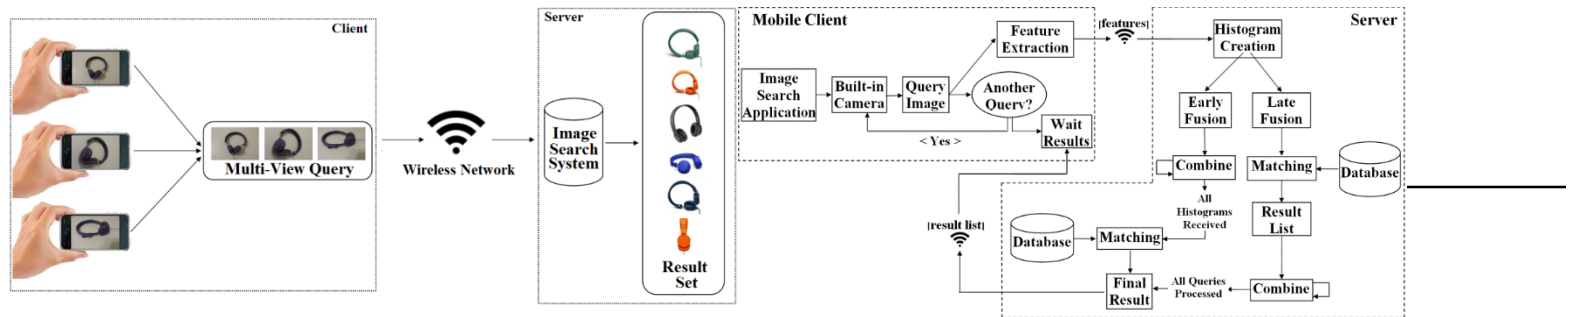 Client
Multi-View Query
Wireless Network
Server
Image
Search
System
Result
Set
Mobile Client
Image
Search
Application
Built-in
Camera
Query
Image
Feature
Extraction
Another
Query?
< Yes >
Wait
Results
[features]
Server
Histogram
Creation
Early
Fusion
Late
Fusion
Combine
Matching
Database
All
Histograms
Received
Result
List
[result list]
Database
Matching
Final
Result
All Queries
Processed
Combine